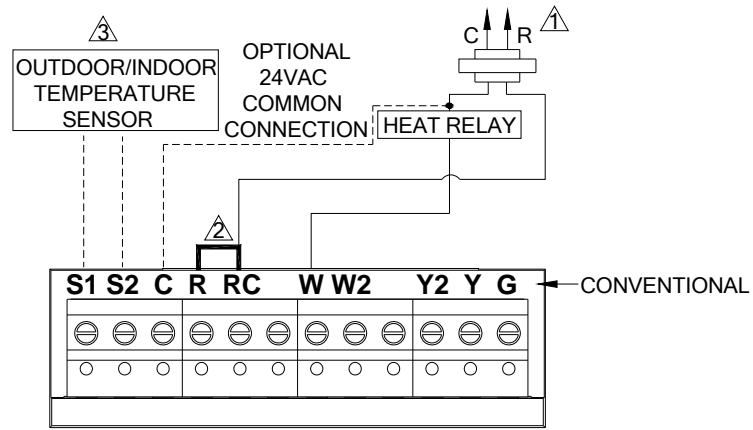 3
OUTDOOR/INDOOR
TEMPERATURE
SENSOR
OPTIONAL
24VAC
COMMON
CONNECTION
C R 1
HEAT RELAY
2
S1 S2 C R RC W W2 Y2 Y G
CONVENTIONAL